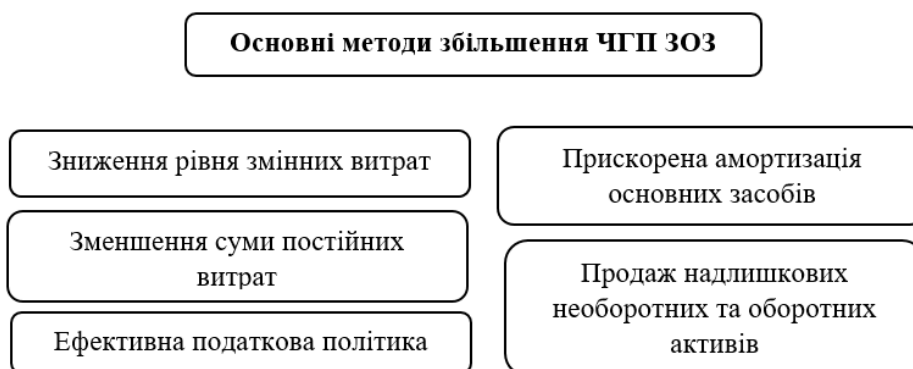 Основні методи збільшення ЧГП ЗОЗ
Зниження рівня змінних витрат
Зменшення суми постійних
витрат
Ефективна податкова політика
Прискорена амортизація
основних засобів
Продаж надлишкових
необоротних та оборотних
активів